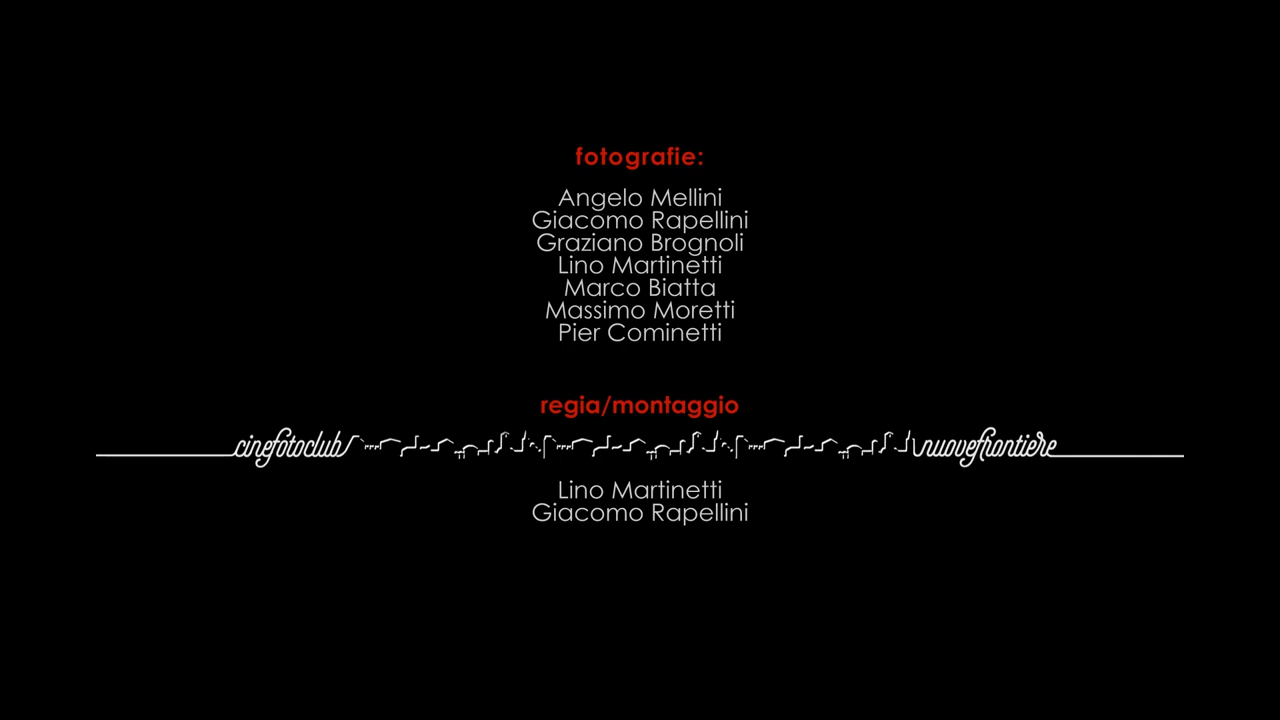 fotografie:
Angelo Mellini
Giacomo Rapellini
Graziano Brognoli
Lino Martinetti
Marco Biatta
Massimo Moretti
Pier Cominetti
regia/montaggio
cinefotoclub nuovefrontiere
Lino Martinetti
Giacomo Rapellini